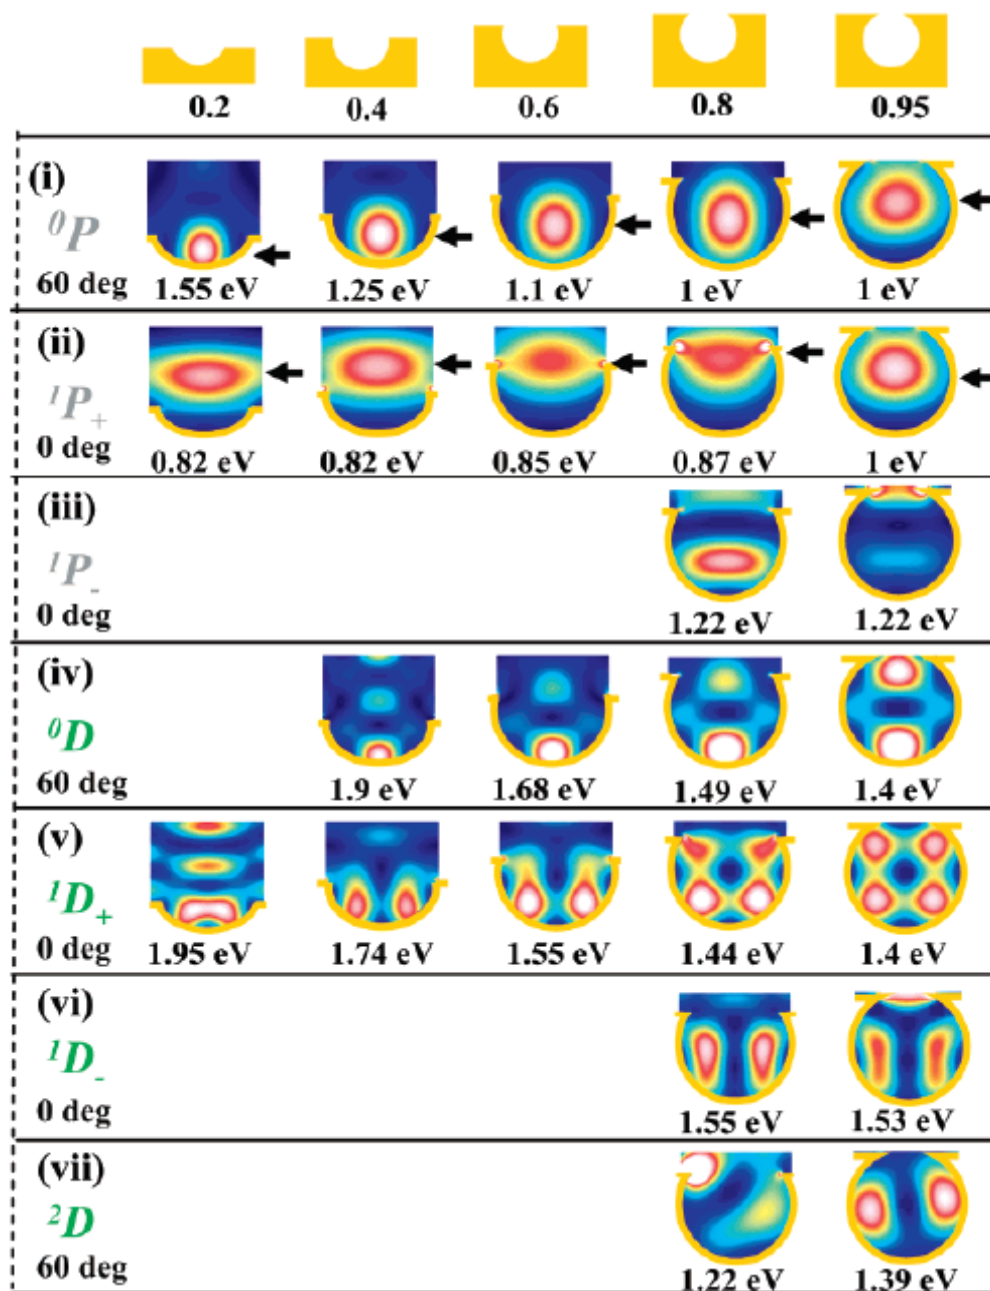 0.2 0.4 0.6 0.8 0.95
(i)
⁰P
60 deg
1.55 eV 1.25 eV 1.1 eV 1 eV 1 eV
(ii)
¹P₊
0 deg
0.82 eV 0.82 eV 0.85 eV 0.87 eV 1 eV
(iii)
¹P₋
0 deg
1.22 eV 1.22 eV
(iv)
⁰D
60 deg
1.9 eV 1.68 eV 1.49 eV 1.4 eV
(v)
¹D₊
0 deg
1.95 eV 1.74 eV 1.55 eV 1.44 eV 1.4 eV
(vi)
¹D₋
0 deg
1.55 eV 1.53 eV
(vii)
²D
60 deg
1.22 eV 1.39 eV